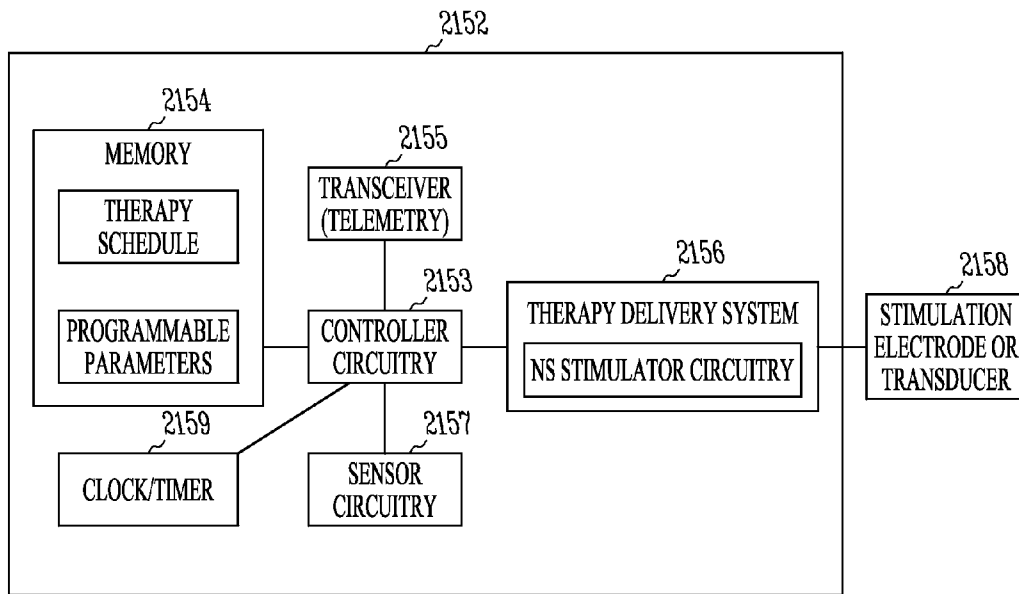 2152
2154
MEMORY
THERAPY
SCHEDULE
PROGRAMMABLE
PARAMETERS
2155
TRANSCEIVER
(TELEMETRY)
2153
CONTROLLER
CIRCUITRY
2156
THERAPY DELIVERY SYSTEM
NS STIMULATOR CIRCUITRY
2158
STIMULATION
ELECTRODE OR
TRANSDUCER
2159
CLOCK/TIMER
2157
SENSOR
CIRCUITRY